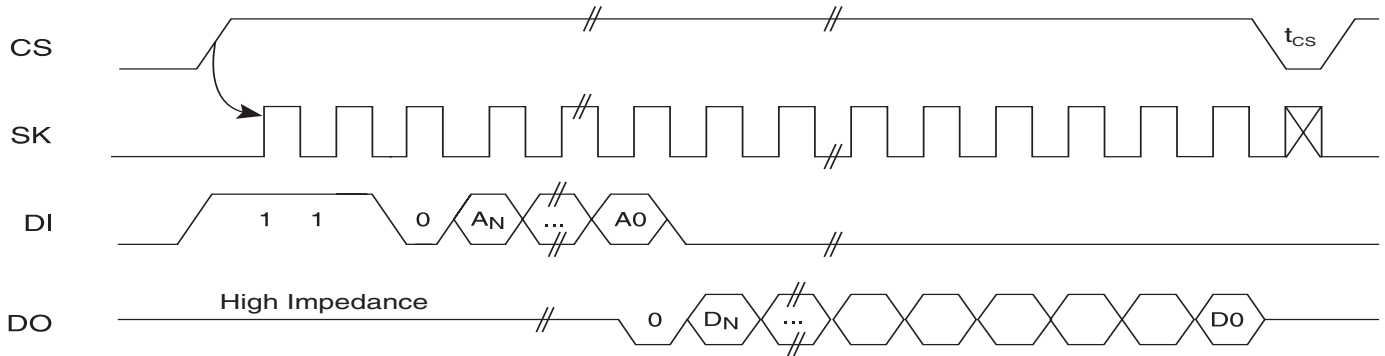 CS
t_CS
SK
DI 1 1 0 A_N ... A0
High Impedance
DO 0 D_N ... D0